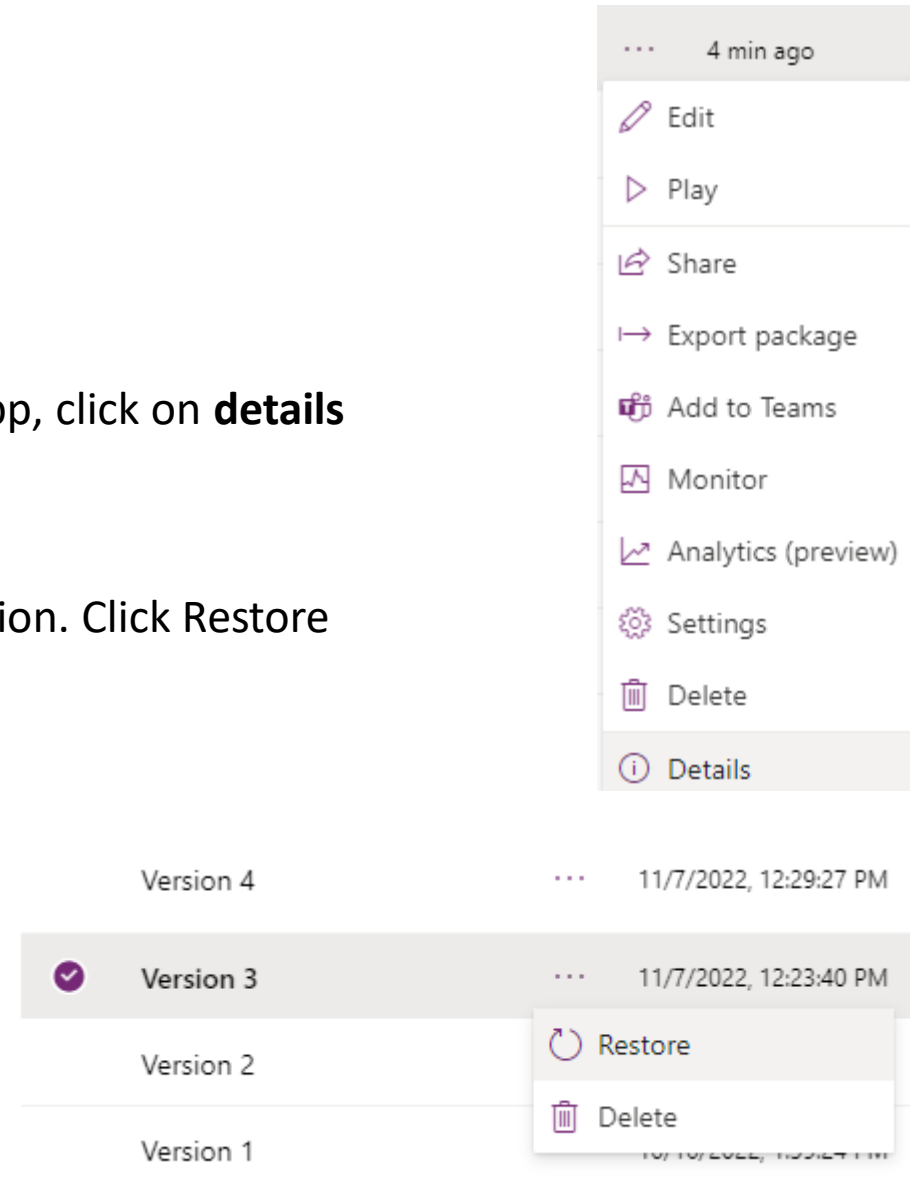 ... 4 min ago
Edit
Play
Share
Export package
op, click on details
Add to Teams
Monitor
Analytics (preview)
ion. Click Restore
Settings
Delete
Details
Version 4 ... 11/7/2022, 12:29:27 PM
Version 3 ... 11/7/2022, 12:23:40 PM
Restore
Version 2
Delete
Version 1